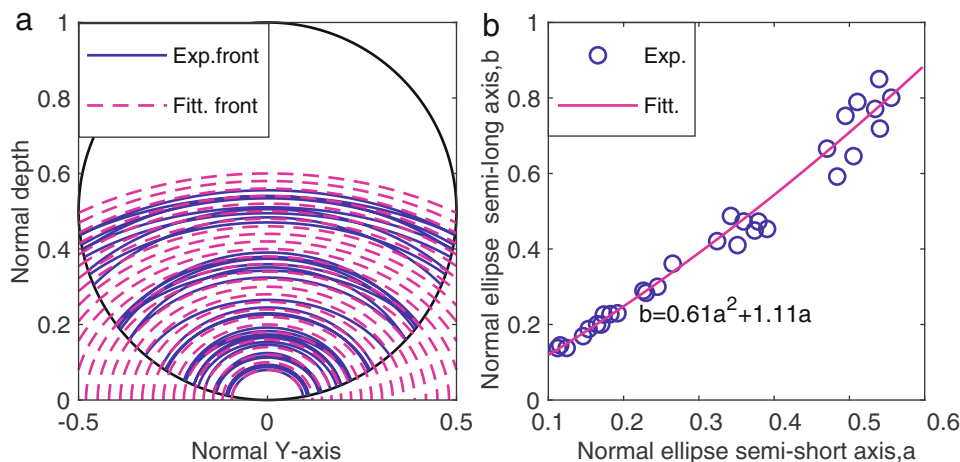 a
Exp.front
Fitt. front
Normal depth
1
0.8
0.6
0.4
0.2
0
-0.5
0
0.5
Normal Y-axis
b
Exp.
Fitt.
Normal ellipse semi-long axis,b
1
0.8
0.6
0.4
0.2
0
b=0.61a²+1.11a
0.1
0.2
0.3
0.4
0.5
0.6
Normal ellipse semi-short axis,a